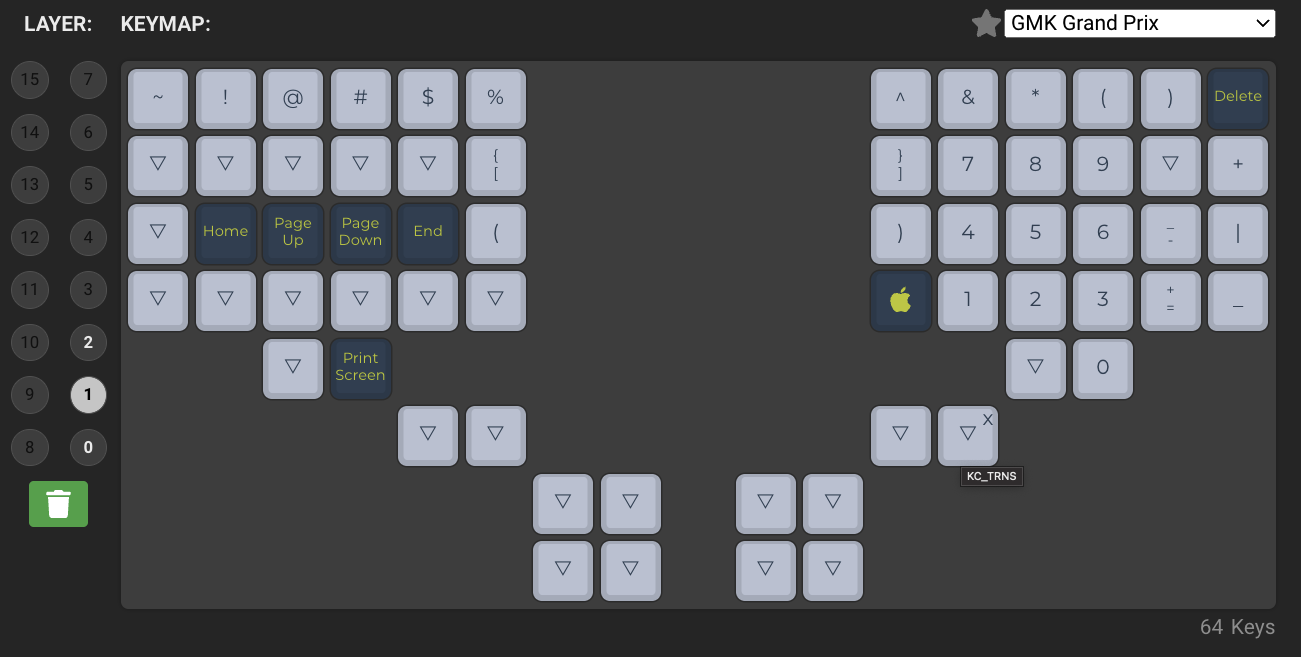 LAYER: KEYMAP: GMK Grand Prix
15 7 ~ ! @ # $ % ^ & * ( ) Delete
14 6 ▽ ▽ ▽ ▽ ▽ { [ } ] 7 8 9 ▽ +
13 5
12 4 ▽ Home Page Up Page Down End ( ) 4 5 6 _ - |
11 3 ▽ ▽ ▽ ▽ ▽ ▽ 1 2 3 + = _
10 2 ▽ Print Screen ▽ 0
9 1
8 0 ▽ ▽ ▽ ▽ X
KC_TRNS
▽ ▽ ▽ ▽
▽ ▽ ▽ ▽
64 Keys